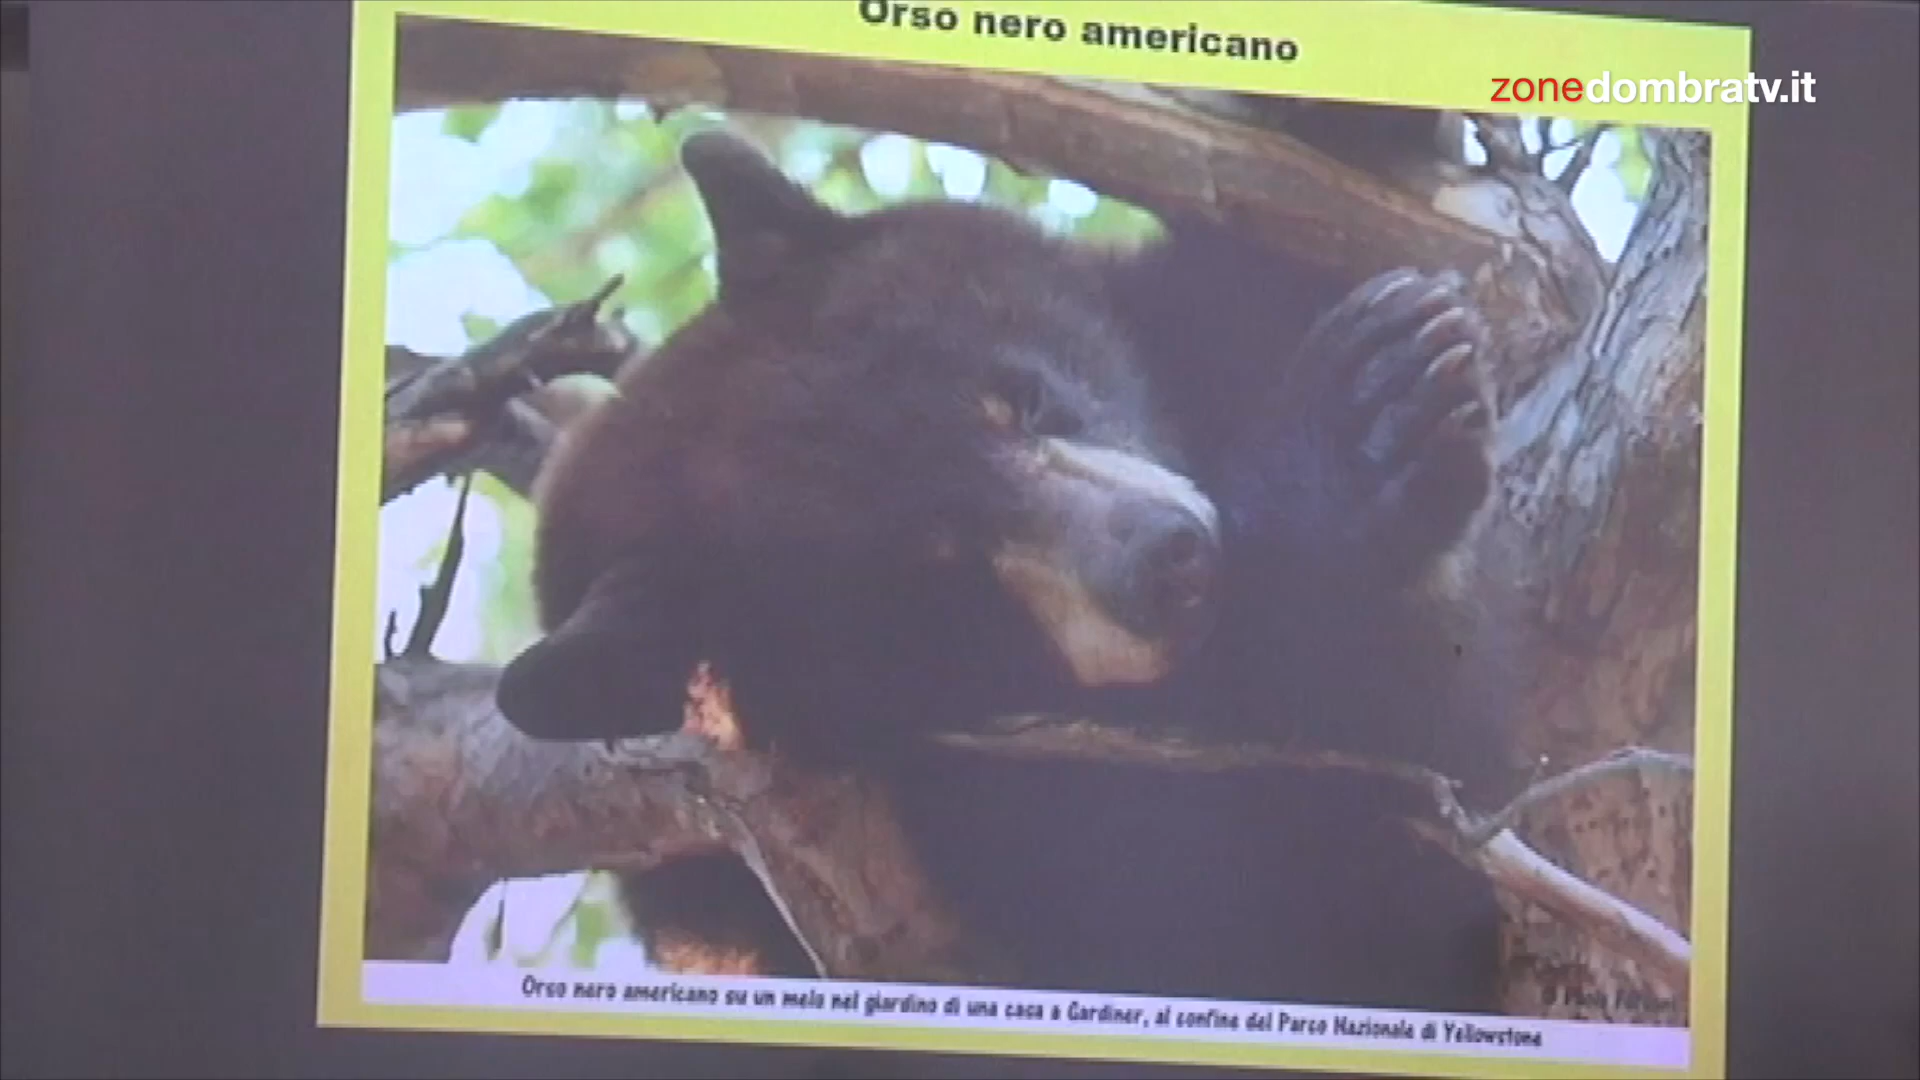 Orso nero americano
zonedombratv.it
Orso nero americano su un melo nel giardino di una casa a Gardiner, al confine del Parco Nazionale di Yellowstone